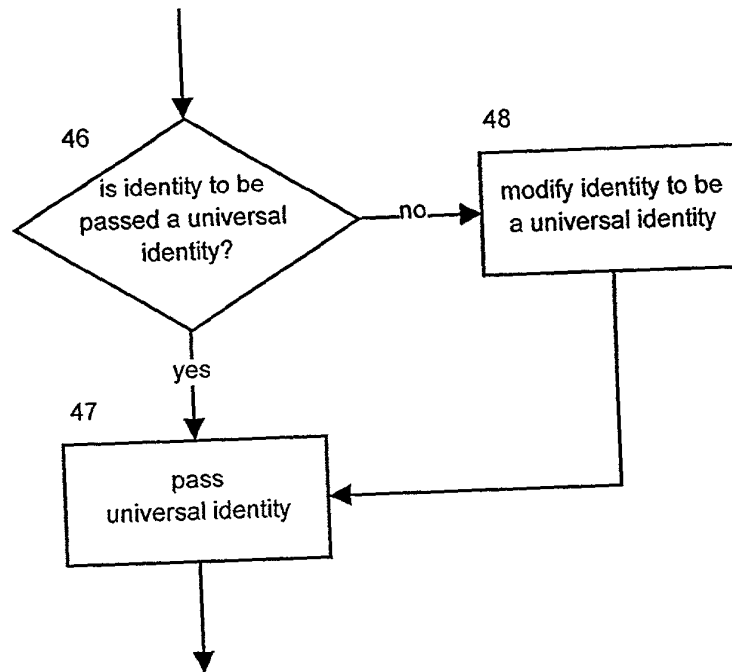 46
is identity to be
passed a universal
identity?
no
48
modify identity to be
a universal identity
yes
47
pass
universal identity